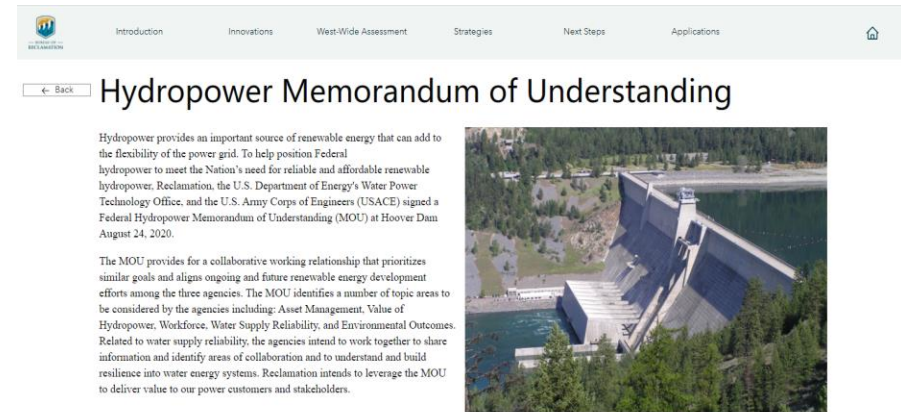 Introduction
Innovations
West-Wide Assessment
Strategies
Next Steps
Applications
BUREAU OF
RECLAMATION
← Back
Hydropower Memorandum of Understanding
Hydropower provides an important source of renewable energy that can add to
the flexibility of the power grid. To help position Federal
hydropower to meet the Nation's need for reliable and affordable renewable
hydropower, Reclamation, the U.S. Department of Energy's Water Power
Technology Office, and the U.S. Army Corps of Engineers (USACE) signed a
Federal Hydropower Memorandum of Understanding (MOU) at Hoover Dam
August 24, 2020.
The MOU provides for a collaborative working relationship that prioritizes
similar goals and aligns ongoing and future renewable energy development
efforts among the three agencies. The MOU identifies a number of topic areas to
be considered by the agencies including: Asset Management, Value of
Hydropower, Workforce, Water Supply Reliability, and Environmental Outcomes.
Related to water supply reliability, the agencies intend to work together to share
information and identify areas of collaboration and to understand and build
resilience into water energy systems. Reclamation intends to leverage the MOU
to deliver value to our power customers and stakeholders.